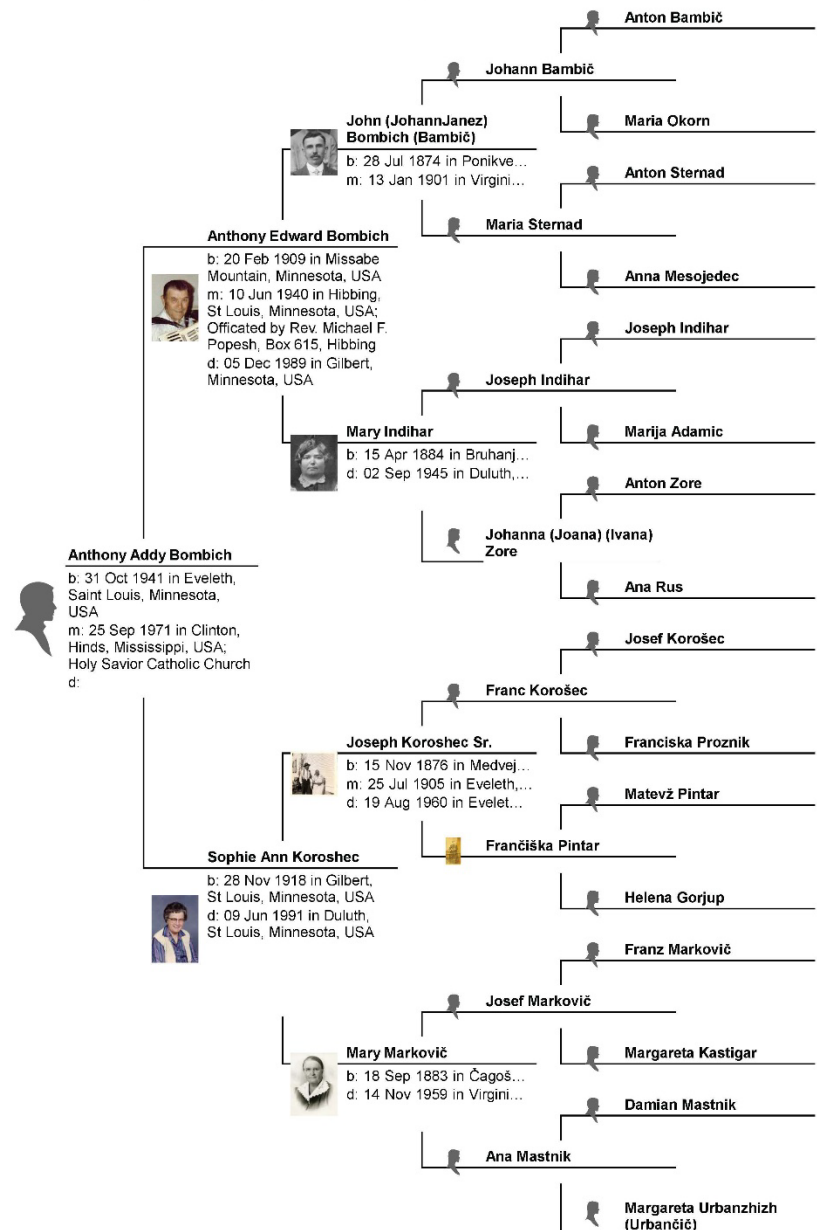 Anton Bambič
Johann Bambič
John (JohannJanez)
Bombich (Bambič)
b: 28 Jul 1874 in Ponikve…
m: 13 Jan 1901 in Virgini…
Maria Okorn
Anton Sternad
Maria Sternad
Anna Mesojedec
Anthony Edward Bombich
b: 20 Feb 1909 in Missabe
Mountain, Minnesota, USA
m: 10 Jun 1940 in Hibbing,
St Louis, Minnesota, USA;
Officated by Rev. Michael F.
Popesh, Box 615, Hibbing
d: 05 Dec 1989 in Gilbert,
Minnesota, USA
Joseph Indihar
Joseph Indihar
Marija Adamic
Mary Indihar
b: 15 Apr 1884 in Bruhanj…
d: 02 Sep 1945 in Duluth,…
Anton Zore
Johanna (Joana) (Ivana)
Zore
Ana Rus
Anthony Addy Bombich
b: 31 Oct 1941 in Eveleth,
Saint Louis, Minnesota,
USA
m: 25 Sep 1971 in Clinton,
Hinds, Mississippi, USA;
Holy Savior Catholic Church
d:
Josef Korošec
Franc Korošec
Franciska Proznik
Joseph Koroshec Sr.
b: 15 Nov 1876 in Medvej…
m: 25 Jul 1905 in Eveleth,…
d: 19 Aug 1960 in Evelet…
Matevž Pintar
Frančiška Pintar
Helena Gorjup
Sophie Ann Koroshec
b: 28 Nov 1918 in Gilbert,
St Louis, Minnesota, USA
d: 09 Jun 1991 in Duluth,
St Louis, Minnesota, USA
Franz Markovič
Josef Markovič
Margareta Kastigar
Mary Markovič
b: 18 Sep 1883 in Čagoš…
d: 14 Nov 1959 in Virgini…
Damian Mastnik
Ana Mastnik
Margareta Urbanzhizh
(Urbančič)